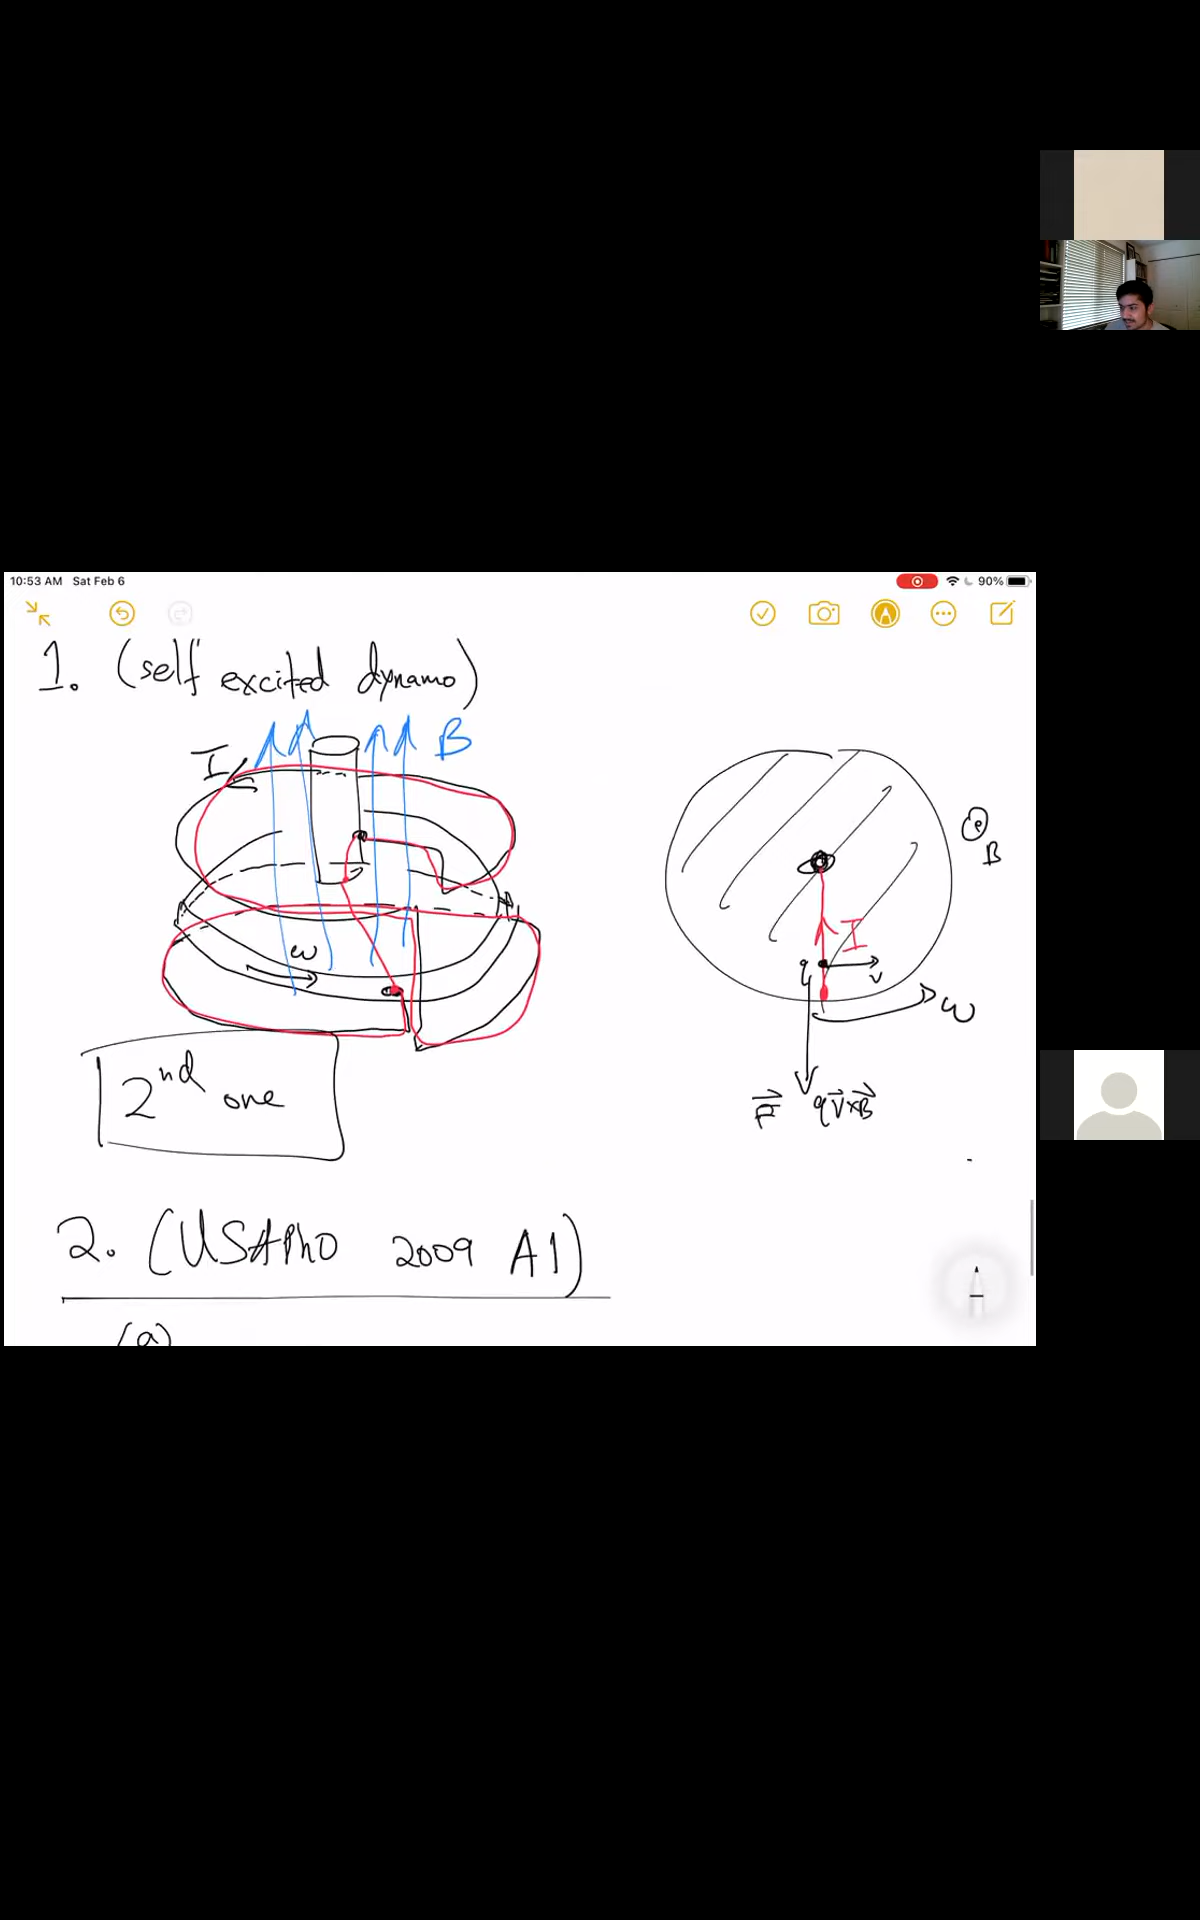 10:53 AM Sat Feb 6
90%
1. (self excited dynamo)
I
B
ω
B
I
q
v
ω
F qv×B
2nd one
2. (USAPhO 2009 A1)
(a)